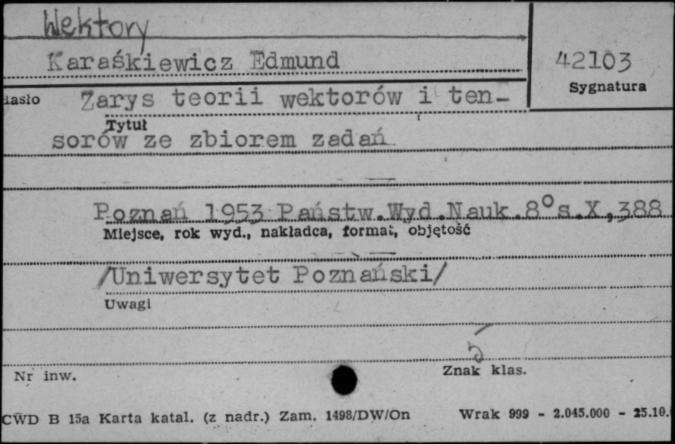 Wektory
Karaśkiewicz Edmund
42103
Sygnatura
Hasło Zarys teorii wektorów i ten-
Tytuł
sorów ze zbiorem zadań
Poznań 1953 Państw.Wyd.Nauk.8° s.X,388
Miejsce, rok wyd., nakładca, format, objętość
/Uniwersytet Poznański/
Uwagi
5
Nr inw.
Znak klas.
CWD B 15a Karta katal. (z nadr.) Zam. 1498/DW/On Wrak 999 - 2.045.000 - 25.10.